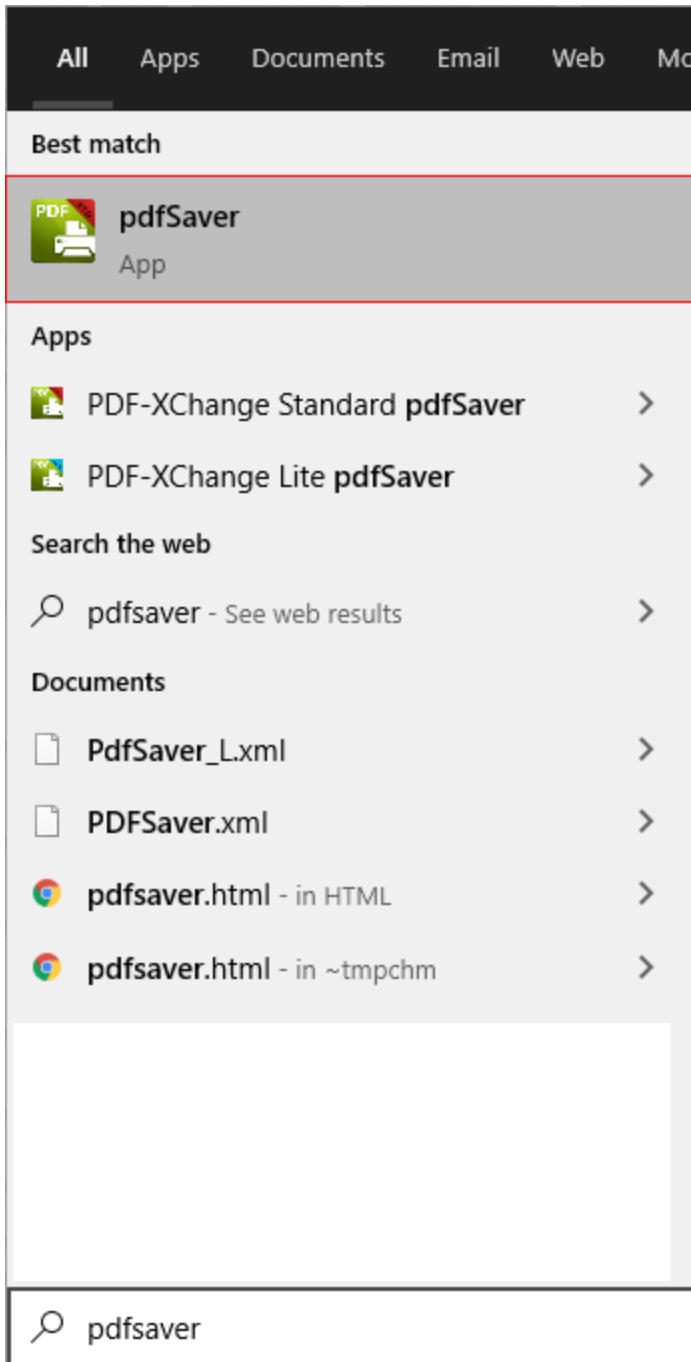 All Apps Documents Email Web Mo
Best match
PDF
pdfSaver
App
Apps
PDF-XChange Standard pdfSaver
PDF-XChange Lite pdfSaver
Search the web
pdfsaver - See web results
Documents
PdfSaver_L.xml
PDFSaver.xml
pdfsaver.html - in HTML
pdfsaver.html - in ~tmpchm
pdfsaver